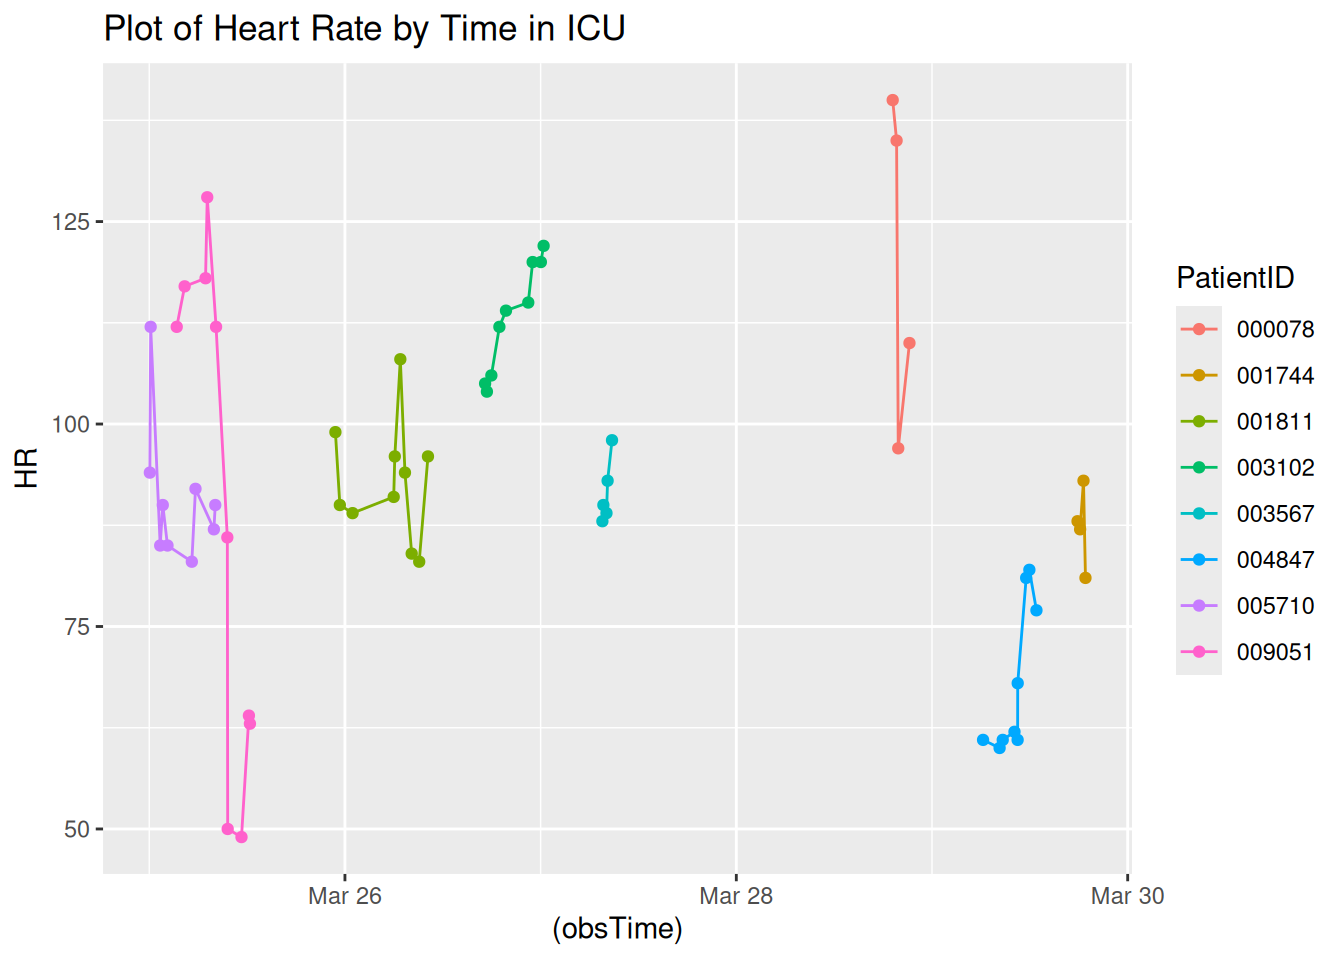 Plot of Heart Rate by Time in ICU
125
100
75
50
HR
Mar 26
Mar 28
Mar 30
(obsTime)
PatientID
000078
001744
001811
003102
003567
004847
005710
009051